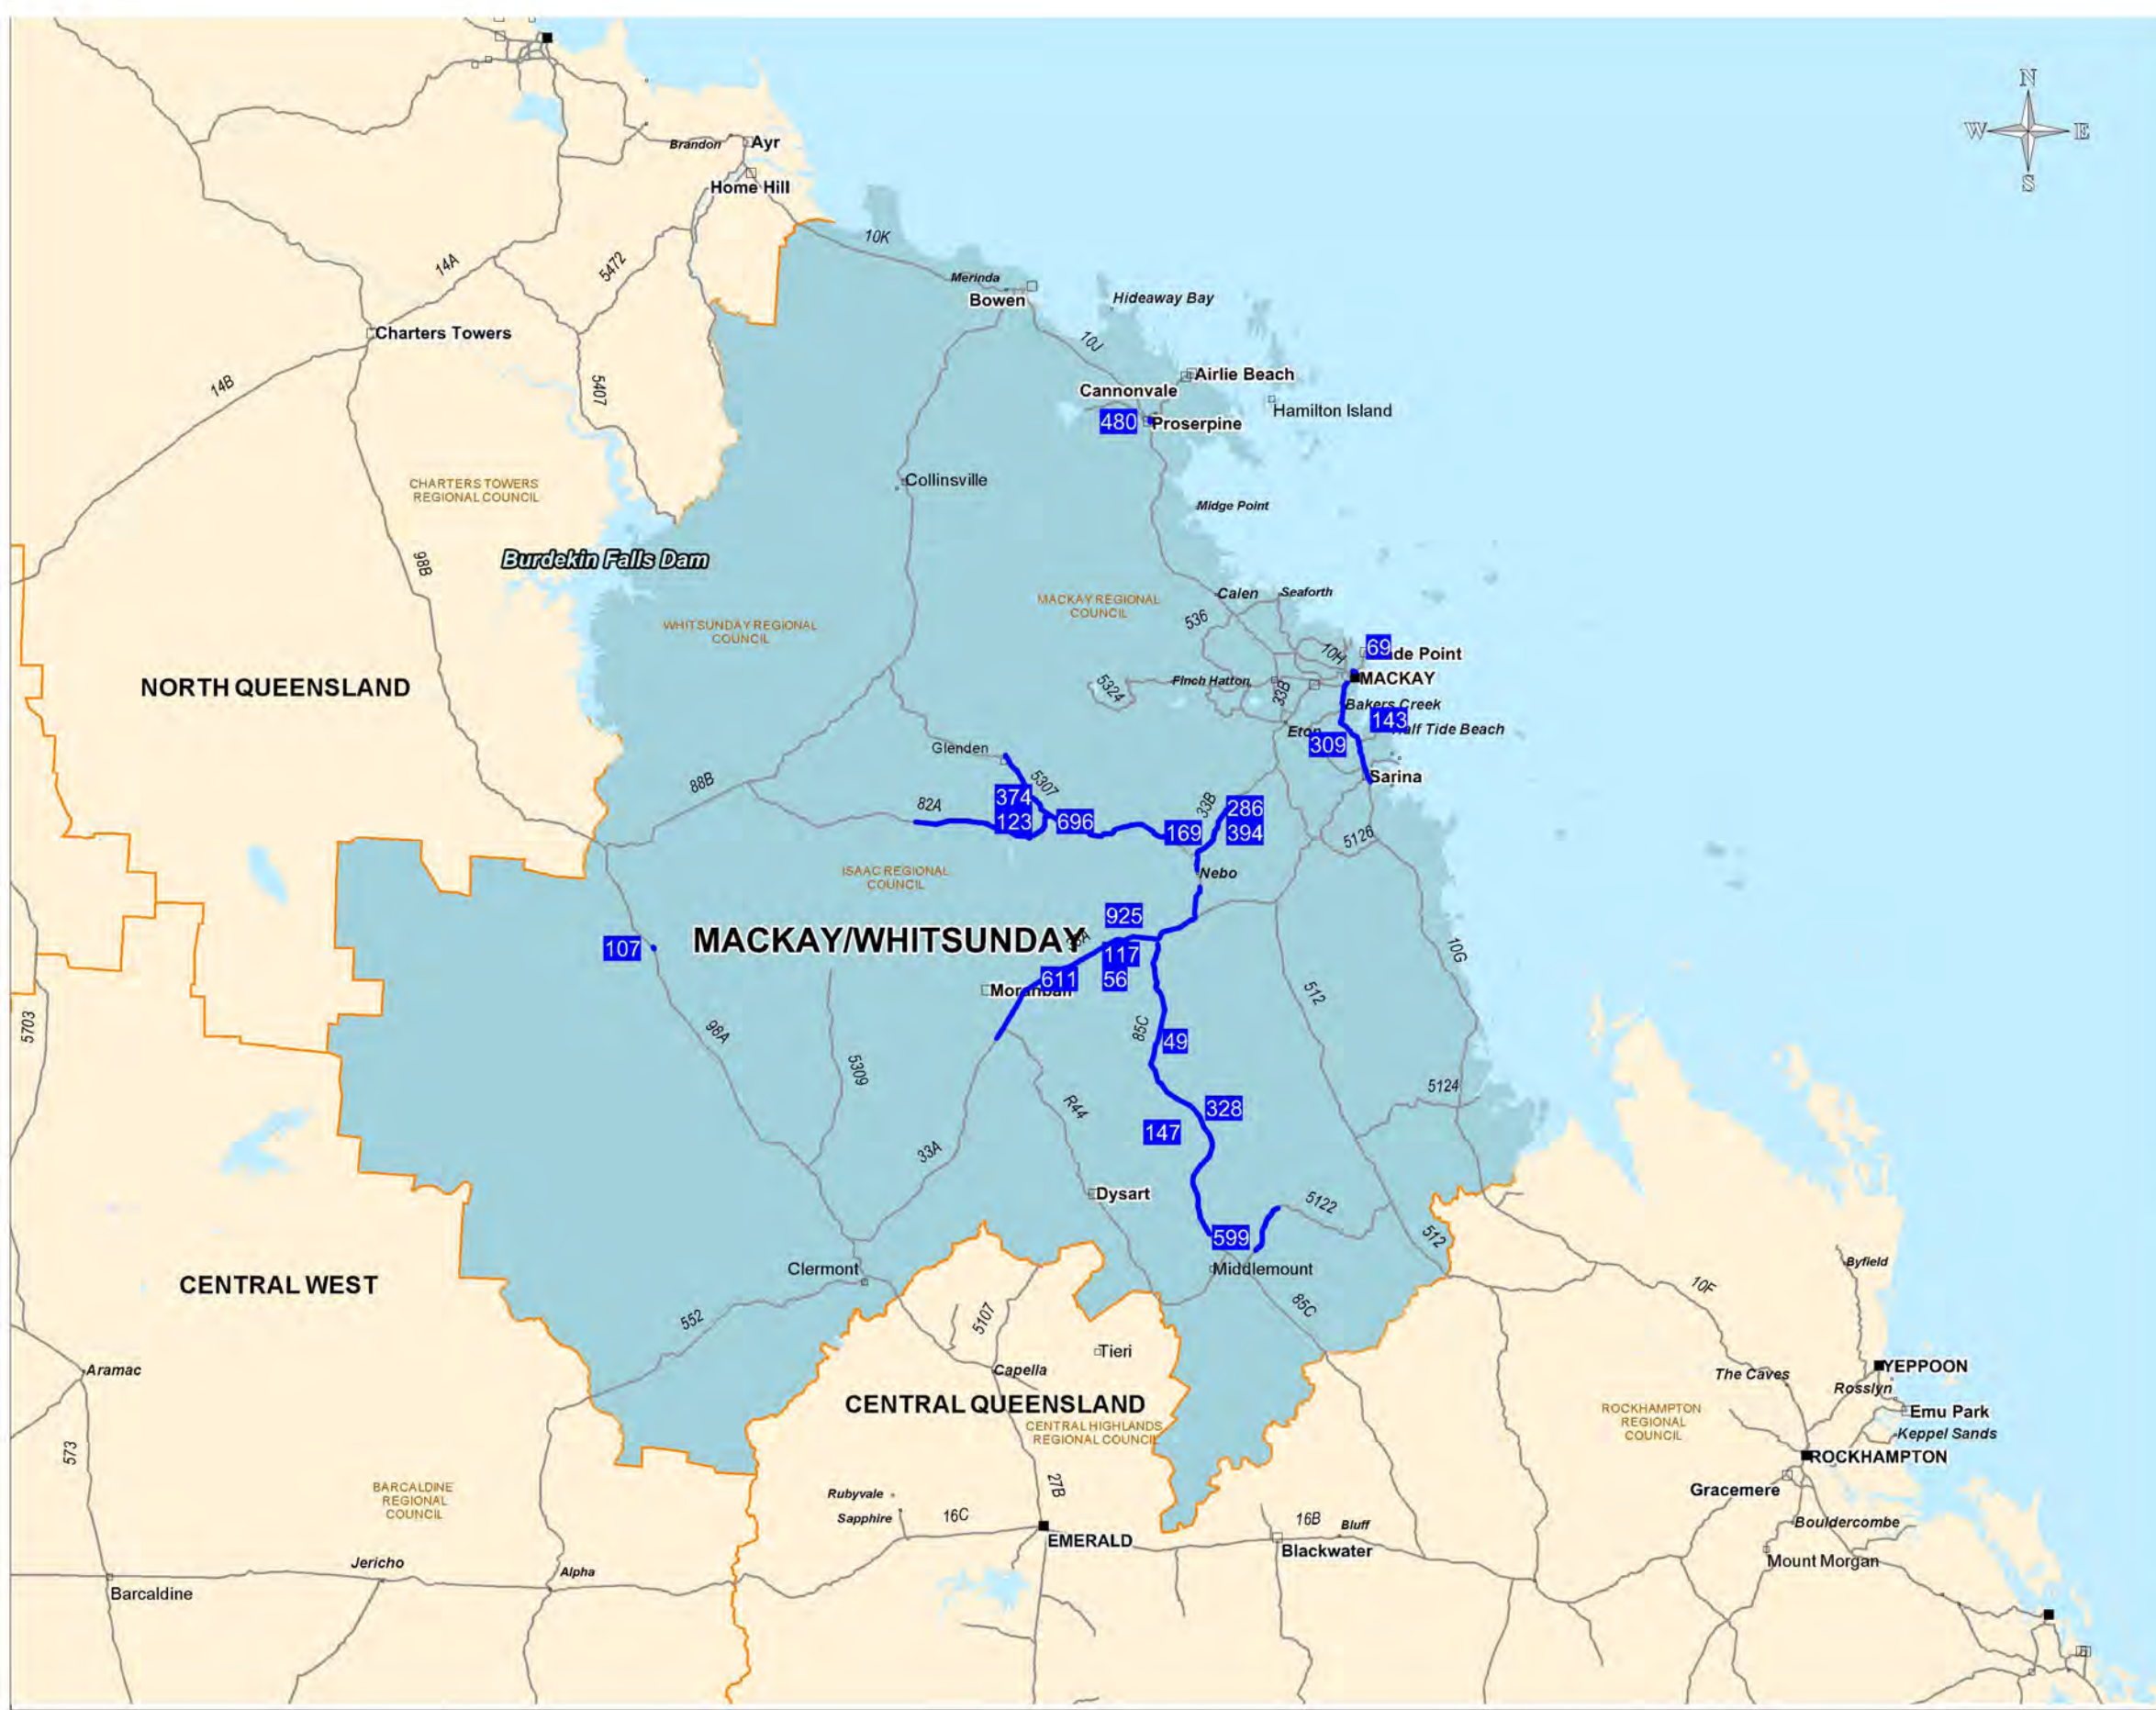 N
W E
S
Brandon
Ayr
Home Hill
10K
14A
5472
Merinda
Bowen
Hideaway Bay
10J
Charters Towers
14B
5407
Airlie Beach
Cannonvale
Hamilton Island
480
Proserpine
Collinsville
CHARTERS TOWERS
REGIONAL COUNCIL
Midge Point
98B
Burdekin Falls Dam
Calen
Seaforth
MACKAY REGIONAL
COUNCIL
536
WHITSUNDAY REGIONAL
COUNCIL
10H
69
de Point
NORTH QUEENSLAND
5324
Finch Hatton
33B
MACKAY
Bakers Creek
143
alf Tide Beach
Eton
309
Glenden
Sarina
88B
5307
374
82A
33B
286
123
696
169
394
5126
ISAAC REGIONAL
COUNCIL
Nebo
925
MACKAY/WHITSUNDAY
107
117
10G
611
56
Moranbah
512
5703
98A
85C
49
5309
5124
R44
328
147
33A
Dysart
5122
599
512
Clermont
Middlemount
CENTRAL WEST
10F
Byfield
552
5107
85C
Tieri
Aramac
Capella
The Caves
YEPPOON
Rosslyn
CENTRAL QUEENSLAND
CENTRAL HIGHLANDS
REGIONAL COUNCIL
ROCKHAMPTON
REGIONAL
COUNCIL
Emu Park
Keppel Sands
573
ROCKHAMPTON
BARCALDINE
REGIONAL
COUNCIL
27B
Rubyvale
Sapphire
16C
Gracemere
16B
Bluff
Bouldercombe
EMERALD
Blackwater
Mount Morgan
Jericho
Alpha
Barcaldine